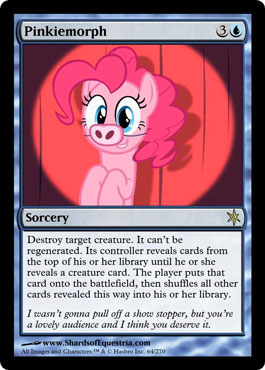 Pinkiemorph 3
Sorcery
Destroy target creature. It can't be
regenerated. Its controller reveals cards from
the top of his or her library until he or she
reveals a creature card. The player puts that
card onto the battlefield, then shuffles all other
cards revealed this way into his or her library.
I wasn't gonna pull off a show stopper, but you're
a lovely audience and I think you deserve it.
www.ShardsofEquestria.com
All Images and Characters ™ & © Hasbro Inc. 64/270